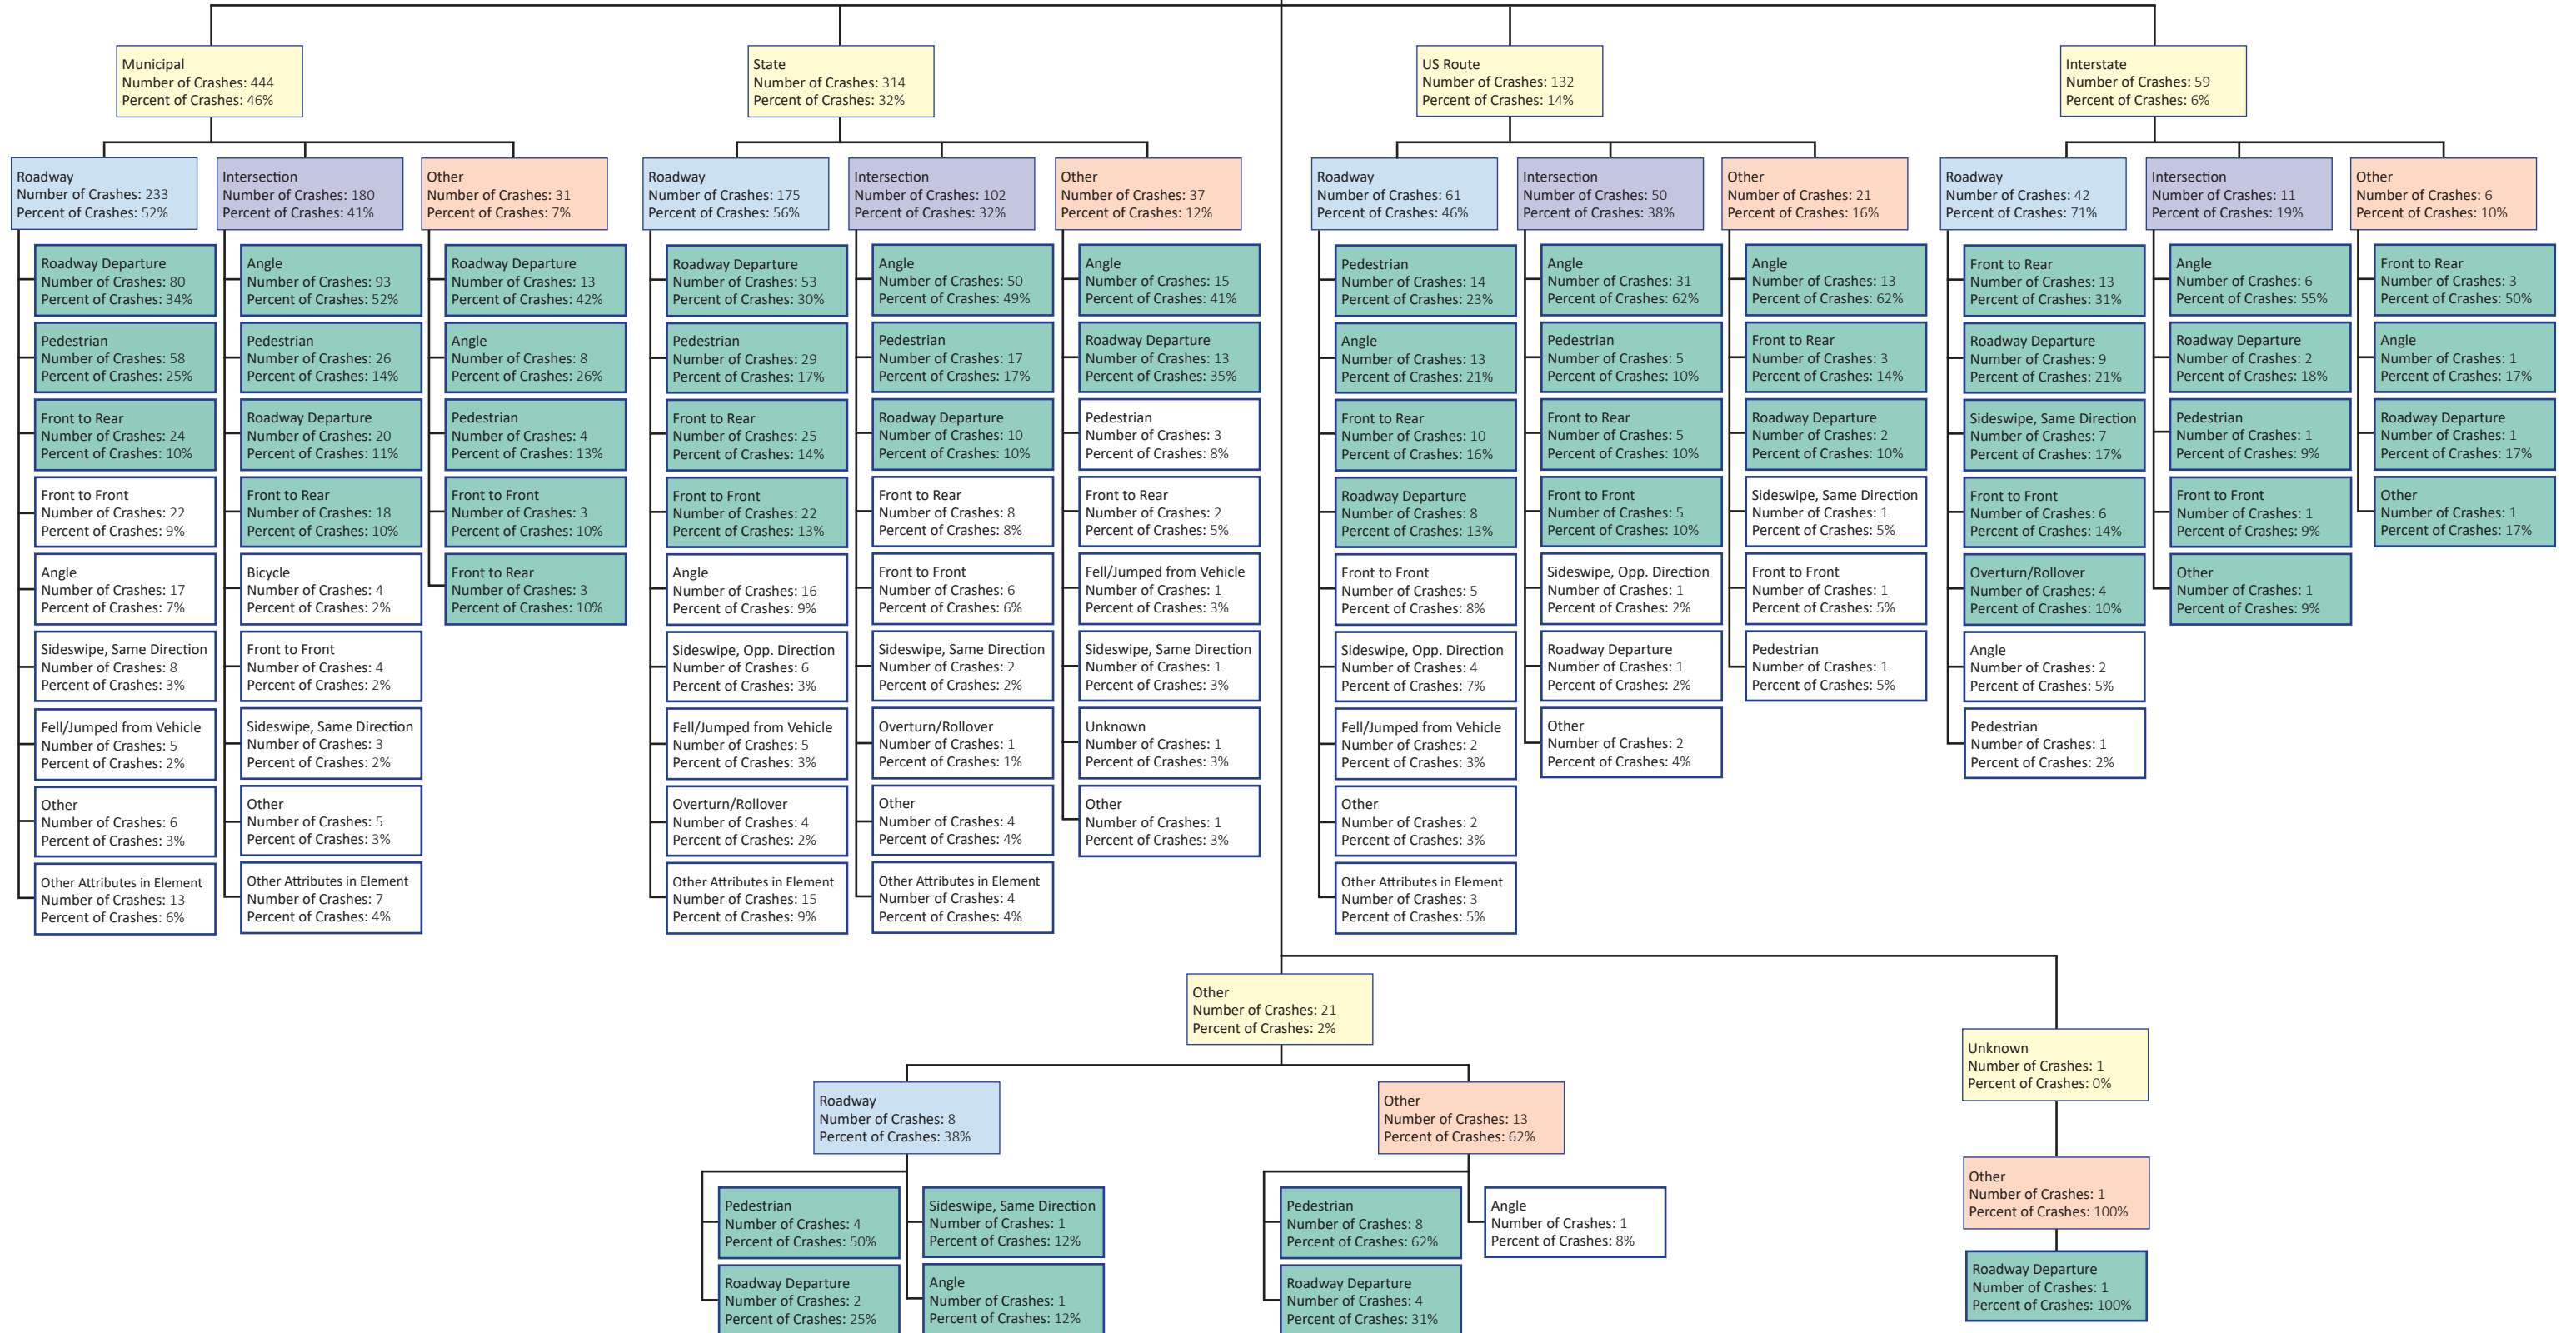 Municipal
Number of Crashes: 444
Percent of Crashes: 46%
Roadway
Number of Crashes: 233
Percent of Crashes: 52%
Roadway Departure
Number of Crashes: 80
Percent of Crashes: 34%
Pedestrian
Number of Crashes: 58
Percent of Crashes: 25%
Front to Rear
Number of Crashes: 24
Percent of Crashes: 10%
Front to Front
Number of Crashes: 22
Percent of Crashes: 9%
Angle
Number of Crashes: 17
Percent of Crashes: 7%
Sideswipe, Same Direction
Number of Crashes: 8
Percent of Crashes: 3%
Fell/Jumped from Vehicle
Number of Crashes: 5
Percent of Crashes: 2%
Other
Number of Crashes: 6
Percent of Crashes: 3%
Other Attributes in Element
Number of Crashes: 13
Percent of Crashes: 6%
Intersection
Number of Crashes: 180
Percent of Crashes: 41%
Angle
Number of Crashes: 93
Percent of Crashes: 52%
Pedestrian
Number of Crashes: 26
Percent of Crashes: 14%
Roadway Departure
Number of Crashes: 20
Percent of Crashes: 11%
Front to Rear
Number of Crashes: 18
Percent of Crashes: 10%
Bicycle
Number of Crashes: 4
Percent of Crashes: 2%
Front to Front
Number of Crashes: 4
Percent of Crashes: 2%
Sideswipe, Same Direction
Number of Crashes: 3
Percent of Crashes: 2%
Other
Number of Crashes: 5
Percent of Crashes: 3%
Other Attributes in Element
Number of Crashes: 7
Percent of Crashes: 4%
Other
Number of Crashes: 31
Percent of Crashes: 7%
Roadway Departure
Number of Crashes: 13
Percent of Crashes: 42%
Angle
Number of Crashes: 8
Percent of Crashes: 26%
Pedestrian
Number of Crashes: 4
Percent of Crashes: 13%
Front to Front
Number of Crashes: 3
Percent of Crashes: 10%
Front to Rear
Number of Crashes: 3
Percent of Crashes: 10%
State
Number of Crashes: 314
Percent of Crashes: 32%
Roadway
Number of Crashes: 175
Percent of Crashes: 56%
Roadway Departure
Number of Crashes: 53
Percent of Crashes: 30%
Pedestrian
Number of Crashes: 29
Percent of Crashes: 17%
Front to Rear
Number of Crashes: 25
Percent of Crashes: 14%
Front to Front
Number of Crashes: 22
Percent of Crashes: 13%
Angle
Number of Crashes: 16
Percent of Crashes: 9%
Sideswipe, Opp. Direction
Number of Crashes: 6
Percent of Crashes: 3%
Fell/Jumped from Vehicle
Number of Crashes: 5
Percent of Crashes: 3%
Overturn/Rollover
Number of Crashes: 4
Percent of Crashes: 2%
Other Attributes in Element
Number of Crashes: 15
Percent of Crashes: 9%
Intersection
Number of Crashes: 102
Percent of Crashes: 32%
Angle
Number of Crashes: 50
Percent of Crashes: 49%
Pedestrian
Number of Crashes: 17
Percent of Crashes: 17%
Roadway Departure
Number of Crashes: 10
Percent of Crashes: 10%
Front to Rear
Number of Crashes: 8
Percent of Crashes: 8%
Front to Front
Number of Crashes: 6
Percent of Crashes: 6%
Sideswipe, Same Direction
Number of Crashes: 2
Percent of Crashes: 2%
Overturn/Rollover
Number of Crashes: 1
Percent of Crashes: 1%
Other
Number of Crashes: 4
Percent of Crashes: 4%
Other Attributes in Element
Number of Crashes: 4
Percent of Crashes: 4%
Other
Number of Crashes: 37
Percent of Crashes: 12%
Angle
Number of Crashes: 15
Percent of Crashes: 41%
Roadway Departure
Number of Crashes: 13
Percent of Crashes: 35%
Pedestrian
Number of Crashes: 3
Percent of Crashes: 8%
Front to Rear
Number of Crashes: 2
Percent of Crashes: 5%
Fell/Jumped from Vehicle
Number of Crashes: 1
Percent of Crashes: 3%
Sideswipe, Same Direction
Number of Crashes: 1
Percent of Crashes: 3%
Unknown
Number of Crashes: 1
Percent of Crashes: 3%
Other
Number of Crashes: 1
Percent of Crashes: 3%
US Route
Number of Crashes: 132
Percent of Crashes: 14%
Roadway
Number of Crashes: 61
Percent of Crashes: 46%
Pedestrian
Number of Crashes: 14
Percent of Crashes: 23%
Angle
Number of Crashes: 13
Percent of Crashes: 21%
Front to Rear
Number of Crashes: 10
Percent of Crashes: 16%
Roadway Departure
Number of Crashes: 8
Percent of Crashes: 13%
Front to Front
Number of Crashes: 5
Percent of Crashes: 8%
Sideswipe, Opp. Direction
Number of Crashes: 4
Percent of Crashes: 7%
Fell/Jumped from Vehicle
Number of Crashes: 2
Percent of Crashes: 3%
Other
Number of Crashes: 2
Percent of Crashes: 3%
Other Attributes in Element
Number of Crashes: 3
Percent of Crashes: 5%
Intersection
Number of Crashes: 50
Percent of Crashes: 38%
Angle
Number of Crashes: 31
Percent of Crashes: 62%
Pedestrian
Number of Crashes: 5
Percent of Crashes: 10%
Front to Rear
Number of Crashes: 5
Percent of Crashes: 10%
Front to Front
Number of Crashes: 5
Percent of Crashes: 10%
Sideswipe, Opp. Direction
Number of Crashes: 1
Percent of Crashes: 2%
Roadway Departure
Number of Crashes: 1
Percent of Crashes: 2%
Other
Number of Crashes: 2
Percent of Crashes: 4%
Other
Number of Crashes: 21
Percent of Crashes: 16%
Angle
Number of Crashes: 13
Percent of Crashes: 62%
Front to Rear
Number of Crashes: 3
Percent of Crashes: 14%
Roadway Departure
Number of Crashes: 2
Percent of Crashes: 10%
Sideswipe, Same Direction
Number of Crashes: 1
Percent of Crashes: 5%
Front to Front
Number of Crashes: 1
Percent of Crashes: 5%
Pedestrian
Number of Crashes: 1
Percent of Crashes: 5%
Interstate
Number of Crashes: 59
Percent of Crashes: 6%
Roadway
Number of Crashes: 42
Percent of Crashes: 71%
Front to Rear
Number of Crashes: 13
Percent of Crashes: 31%
Roadway Departure
Number of Crashes: 9
Percent of Crashes: 21%
Sideswipe, Same Direction
Number of Crashes: 7
Percent of Crashes: 17%
Front to Front
Number of Crashes: 6
Percent of Crashes: 14%
Overturn/Rollover
Number of Crashes: 4
Percent of Crashes: 10%
Angle
Number of Crashes: 2
Percent of Crashes: 5%
Pedestrian
Number of Crashes: 1
Percent of Crashes: 2%
Intersection
Number of Crashes: 11
Percent of Crashes: 19%
Angle
Number of Crashes: 6
Percent of Crashes: 55%
Roadway Departure
Number of Crashes: 2
Percent of Crashes: 18%
Pedestrian
Number of Crashes: 1
Percent of Crashes: 9%
Front to Front
Number of Crashes: 1
Percent of Crashes: 9%
Other
Number of Crashes: 1
Percent of Crashes: 9%
Other
Number of Crashes: 6
Percent of Crashes: 10%
Front to Rear
Number of Crashes: 3
Percent of Crashes: 50%
Angle
Number of Crashes: 1
Percent of Crashes: 17%
Roadway Departure
Number of Crashes: 1
Percent of Crashes: 17%
Other
Number of Crashes: 1
Percent of Crashes: 17%
Other
Number of Crashes: 21
Percent of Crashes: 2%
Roadway
Number of Crashes: 8
Percent of Crashes: 38%
Pedestrian
Number of Crashes: 4
Percent of Crashes: 50%
Roadway Departure
Number of Crashes: 2
Percent of Crashes: 25%
Sideswipe, Same Direction
Number of Crashes: 1
Percent of Crashes: 12%
Angle
Number of Crashes: 1
Percent of Crashes: 12%
Other
Number of Crashes: 13
Percent of Crashes: 62%
Pedestrian
Number of Crashes: 8
Percent of Crashes: 62%
Roadway Departure
Number of Crashes: 4
Percent of Crashes: 31%
Angle
Number of Crashes: 1
Percent of Crashes: 8%
Unknown
Number of Crashes: 1
Percent of Crashes: 0%
Other
Number of Crashes: 1
Percent of Crashes: 100%
Roadway Departure
Number of Crashes: 1
Percent of Crashes: 100%